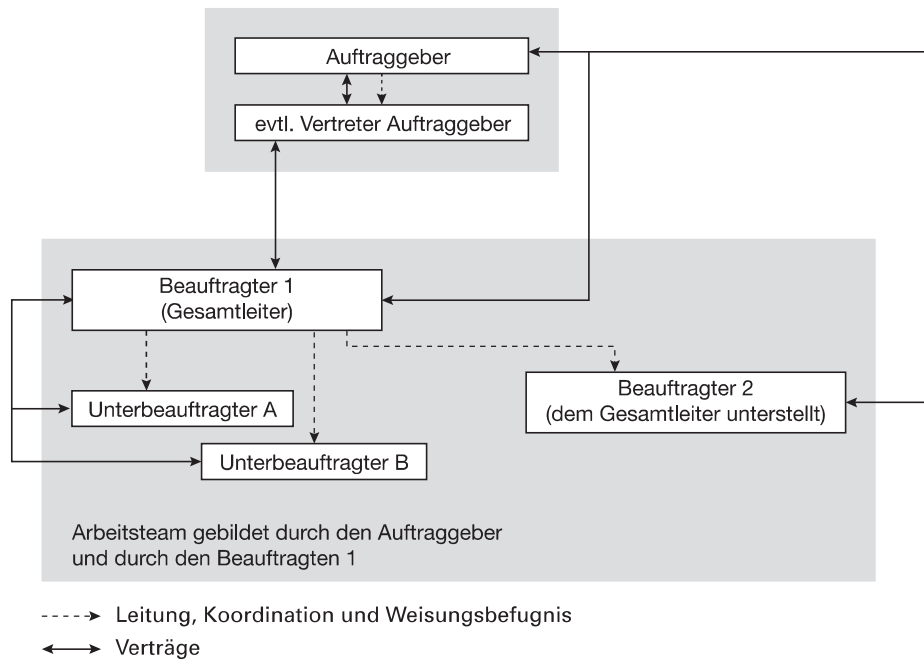 Auftraggeber
evtl. Vertreter Auftraggeber
Beauftragter 1
(Gesamtleiter)
Beauftragter 2
(dem Gesamtleiter unterstellt)
Unterbeauftragter A
Unterbeauftragter B
Arbeitsteam gebildet durch den Auftraggeber
und durch den Beauftragten 1
Leitung, Koordination und Weisungsbefugnis
Verträge